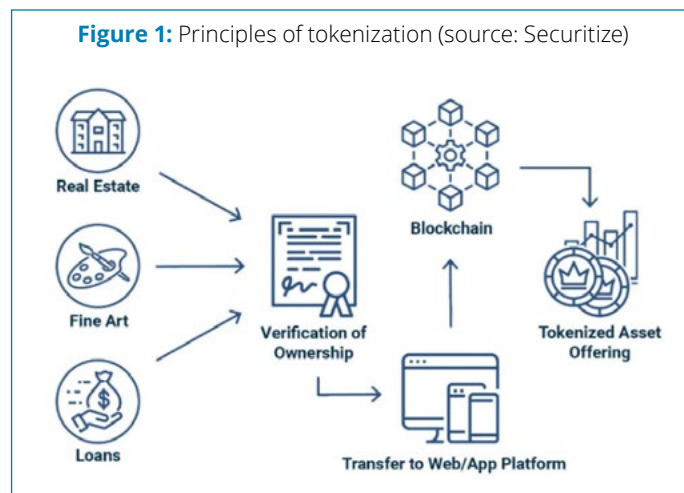 Figure 1: Principles of tokenization (source: Securitize)
Real Estate
Fine Art
Loans
$
Verification of
Ownership
Transfer to Web/App Platform
Blockchain
Tokenized Asset
Offering